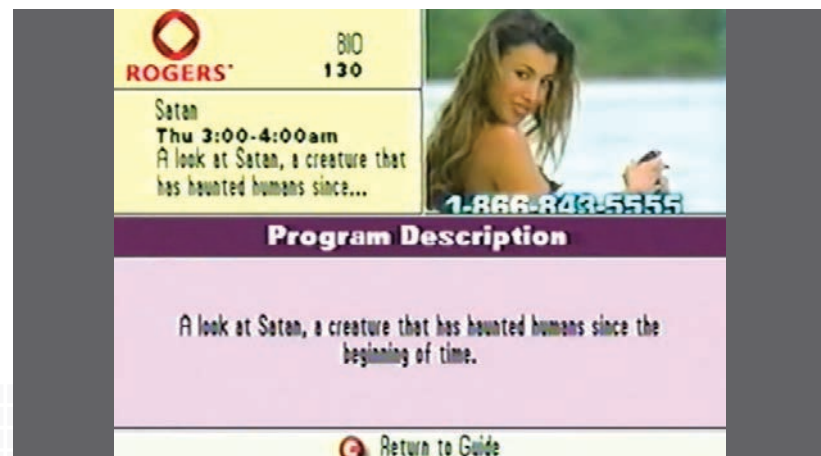 ROGERS
BIO
130
Satan
Thu 3:00-4:00am
A look at Satan, a creature that
has haunted humans since...
1-866-843-5555
Program Description
A look at Satan, a creature that has haunted humans since the
beginning of time.
Return to Guide